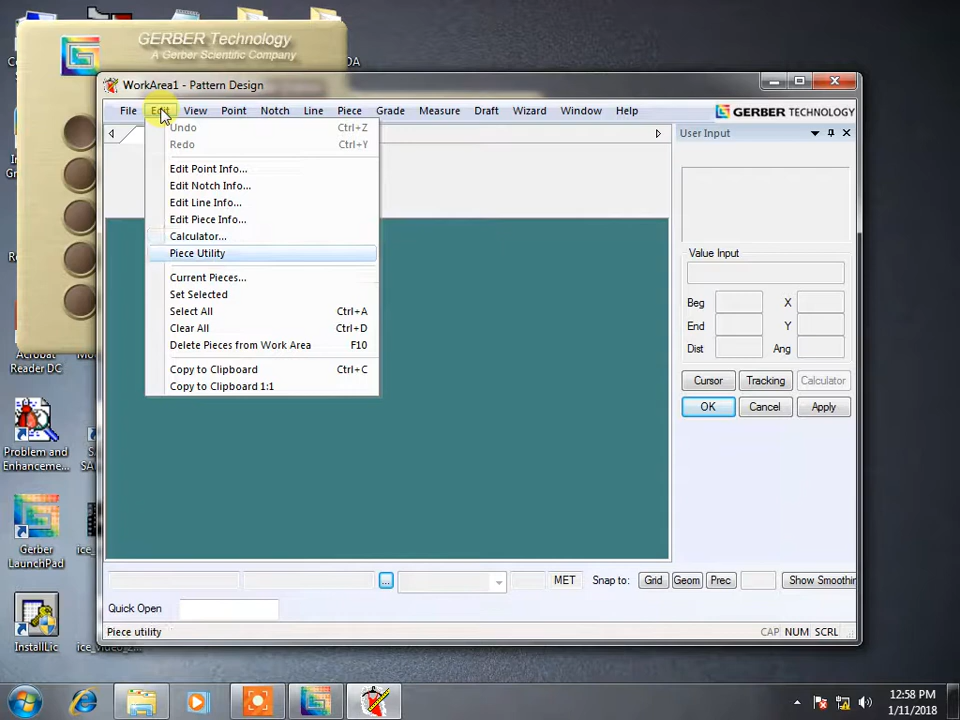 GERBER Technology
A Gerber Scientific Company
WorkArea1 - Pattern Design
File Edit View Point Notch Line Piece Grade Measure Draft Wizard Window Help
GERBER TECHNOLOGY
User Input
Undo Ctrl+Z
Redo Ctrl+Y
Edit Point Info...
Edit Notch Info...
Edit Line Info...
Edit Piece Info...
Calculator...
Piece Utility
Current Pieces...
Set Selected
Select All Ctrl+A
Clear All Ctrl+D
Delete Pieces from Work Area F10
Copy to Clipboard Ctrl+C
Copy to Clipboard 1:1
Value Input
Beg X
End Y
Dist Ang
Cursor Tracking Calculator
OK Cancel Apply
... MET Snap to: Grid Geom Prec Show Smoothin
Quick Open
Piece utility CAP NUM SCRL
Reader DC
Problem and
Enhanceme...
Gerber
LaunchPad
InstallLic
12:58 PM
1/11/2018